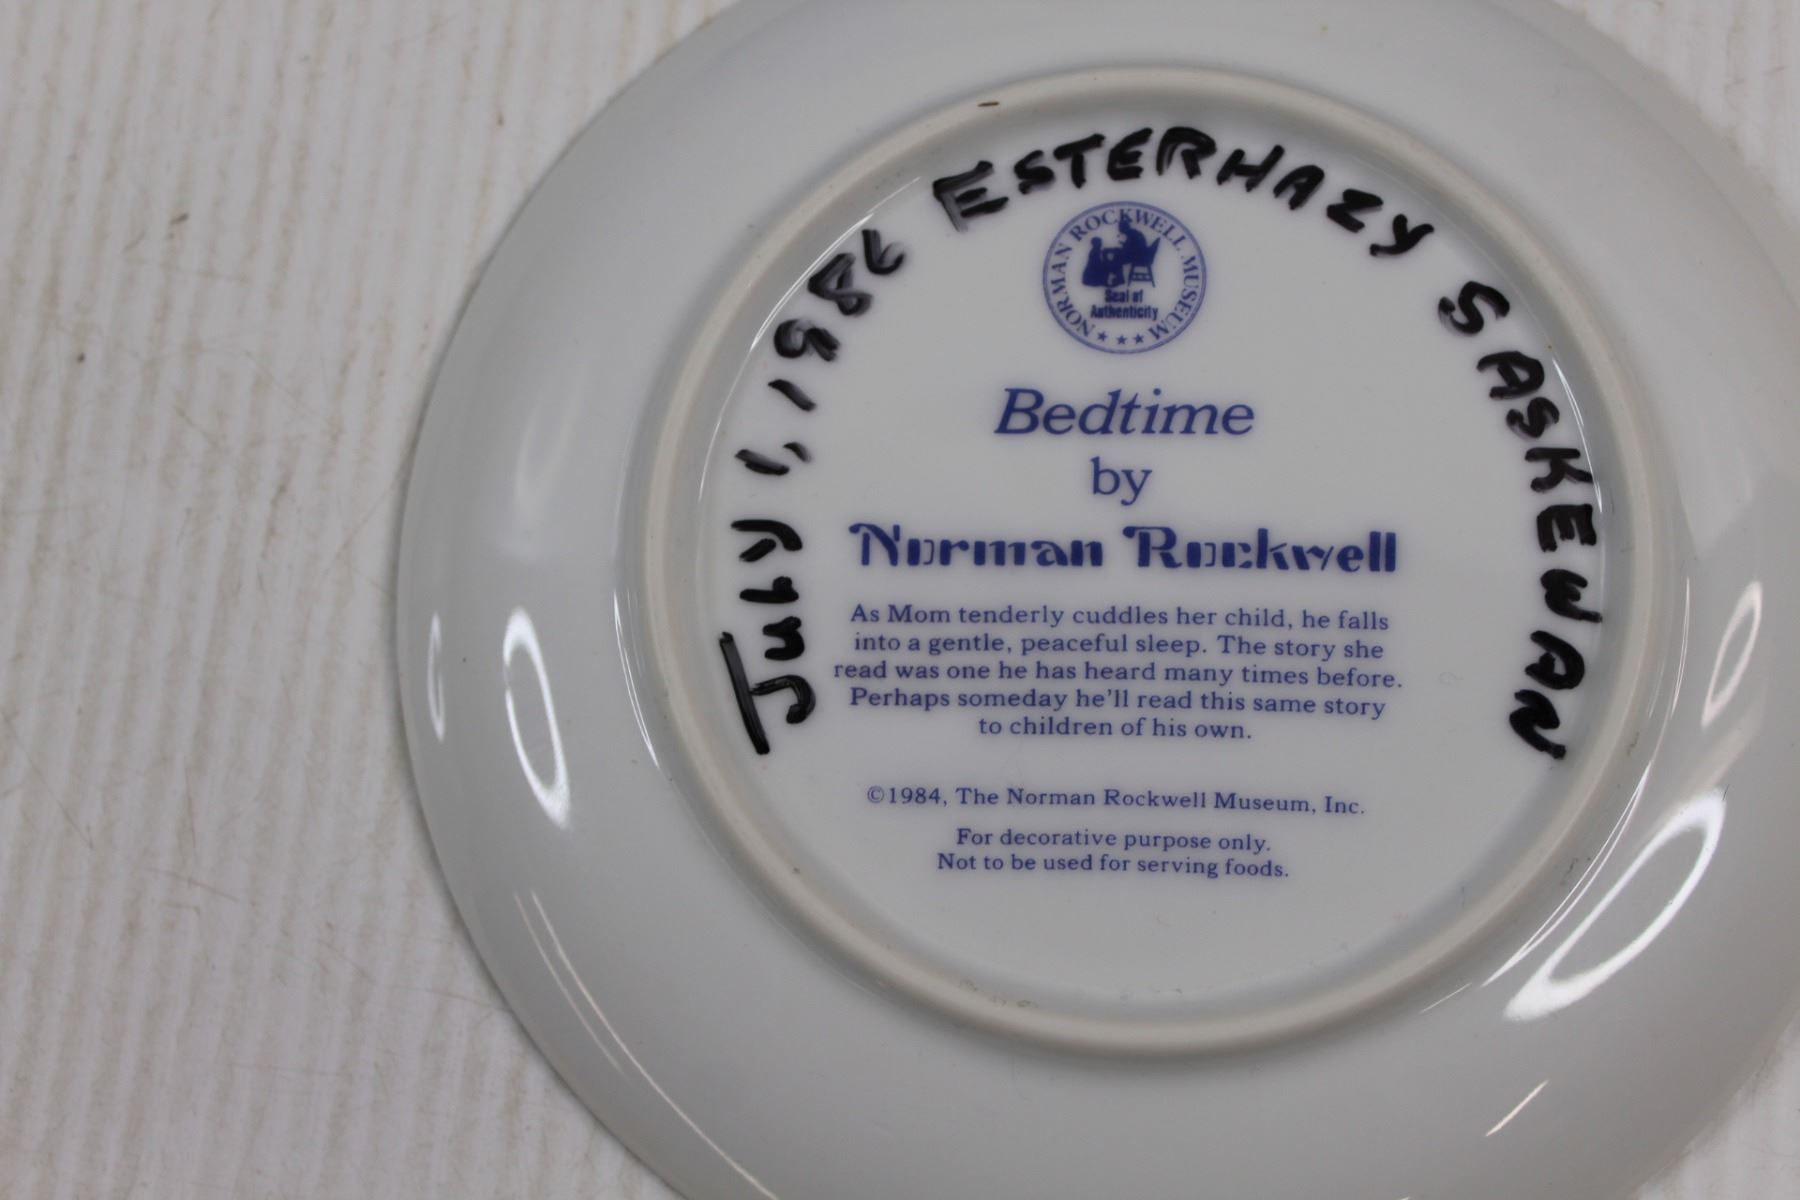 JULY 1, 1986 ESTERHAZY SASKEWAN
NORMAN ROCKWELL MUSEUM
Seal of
Authenticity
Bedtime
by
Norman Rockwell
As Mom tenderly cuddles her child, he falls
into a gentle, peaceful sleep. The story she
read was one he has heard many times before.
Perhaps someday he'll read this same story
to children of his own.
©1984, The Norman Rockwell Museum, Inc.
For decorative purpose only.
Not to be used for serving foods.